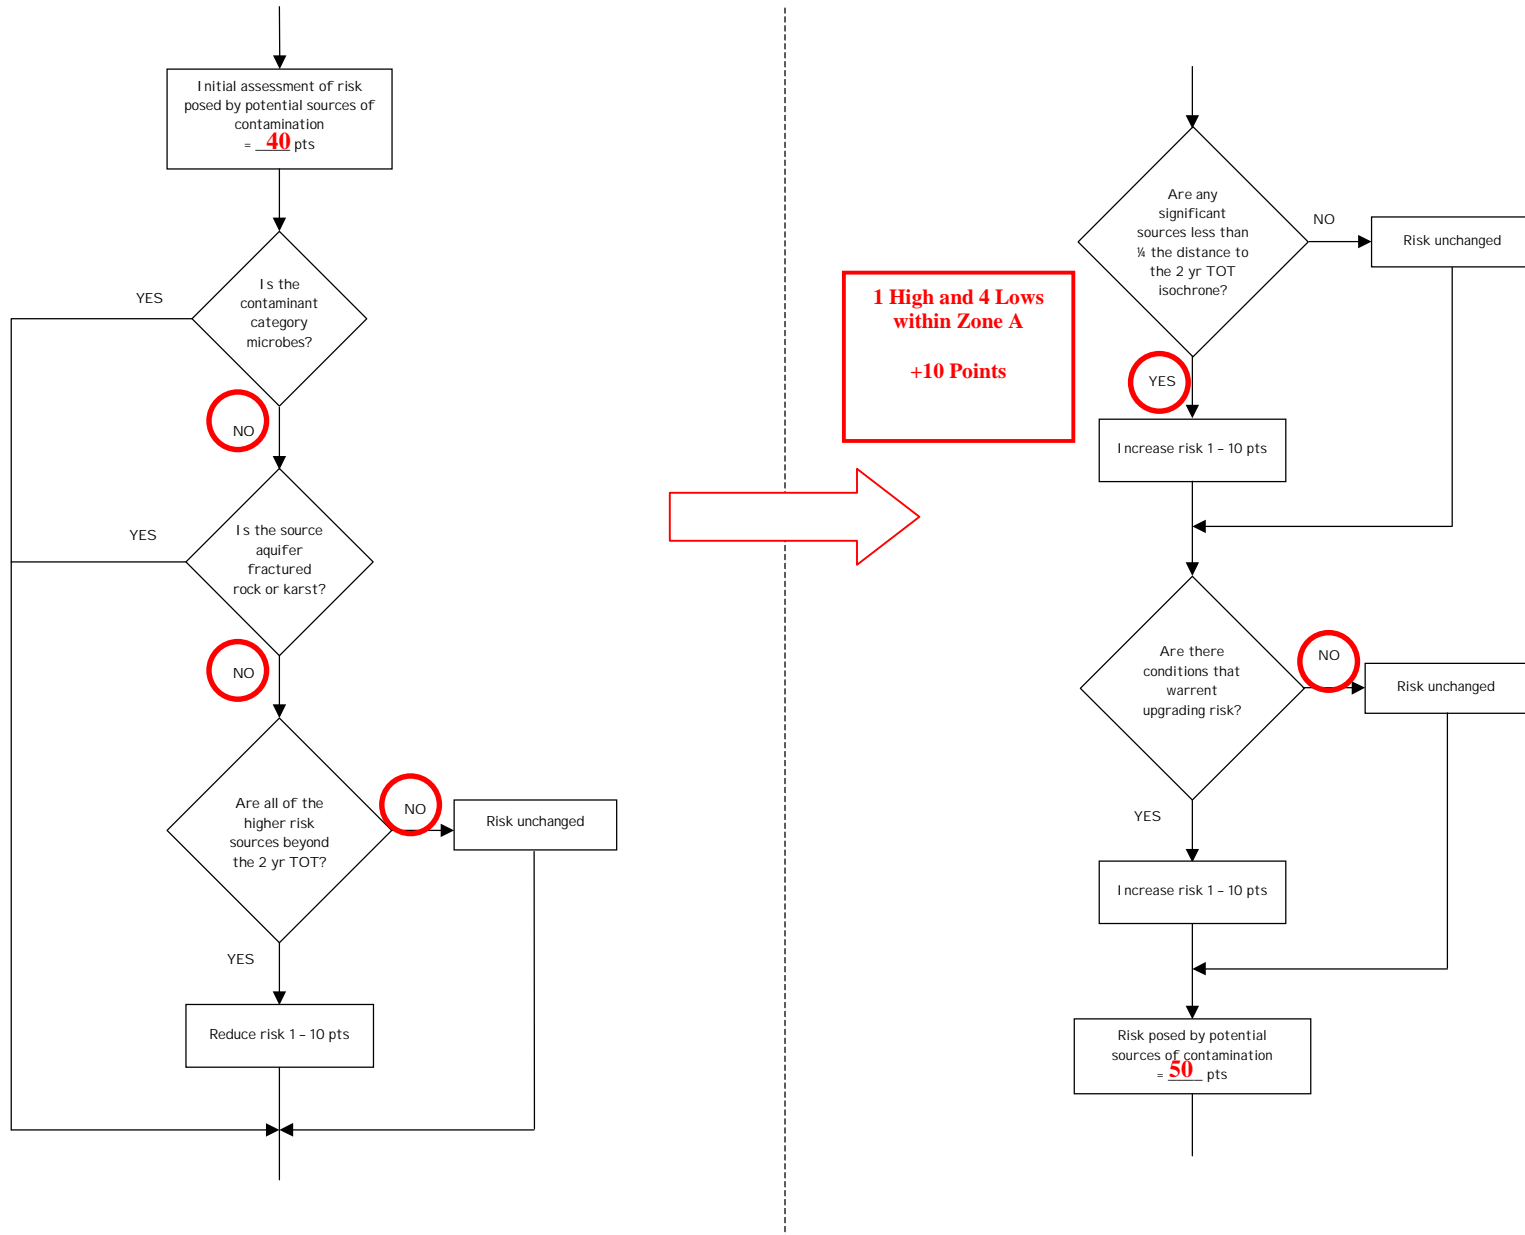 Initial assessment of risk
posed by potential sources of
contamination
= 40 pts
Is the
contaminant
category
microbes?
YES
NO
Is the source
aquifer
fractured
rock or karst?
YES
NO
Are all of the
higher risk
sources beyond
the 2 yr TOT?
NO
Risk unchanged
YES
Reduce risk 1 – 10 pts
Are any
significant
sources less than
¼ the distance to
the 2 yr TOT
isochrone?
NO
Risk unchanged
1 High and 4 Lows
within Zone A
+10 Points
YES
Increase risk 1 – 10 pts
Are there
conditions that
warrent
upgrading risk?
NO
Risk unchanged
YES
Increase risk 1 – 10 pts
Risk posed by potential
sources of contamination
= 50 pts